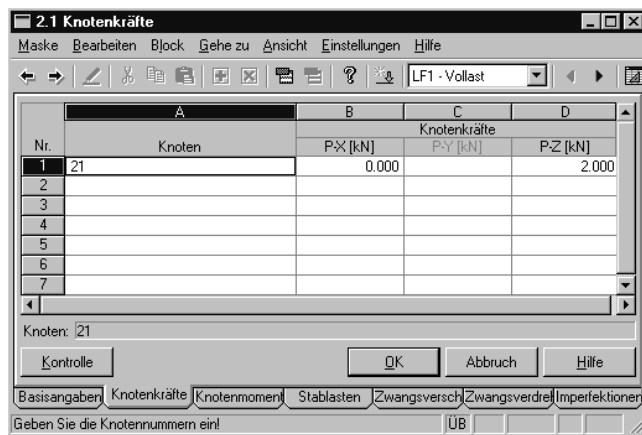 2.1 Knotenkräfte
Maske Bearbeiten Block Gehe zu Ansicht Einstellungen Hilfe
LF1 - Vollast
A B C D
Knotenkräfte
Nr. Knoten P-X [kN] P-Y [kN] P-Z [kN]
1 21 0.000 2.000
2
3
4
5
6
7
Knoten: 21
Kontrolle OK Abbruch Hilfe
Basisangaben Knotenkräfte Knotenmoment Stablasten Zwangsversch Zwangsverdref Imperfektionen
Geben Sie die Knotennummern ein! ÜB